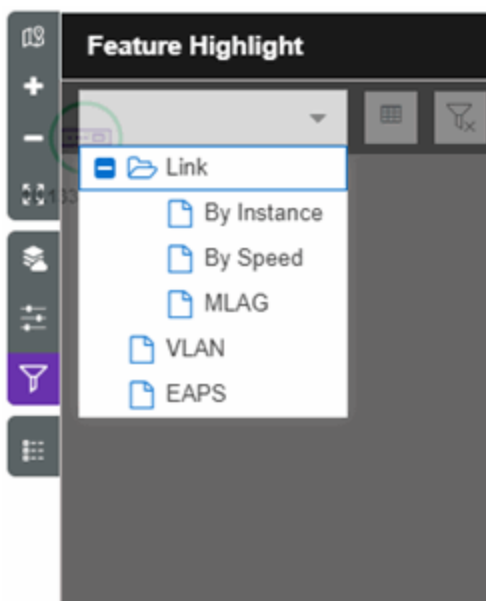 Feature Highlight
Link
By Instance
By Speed
MLAG
VLAN
EAPS